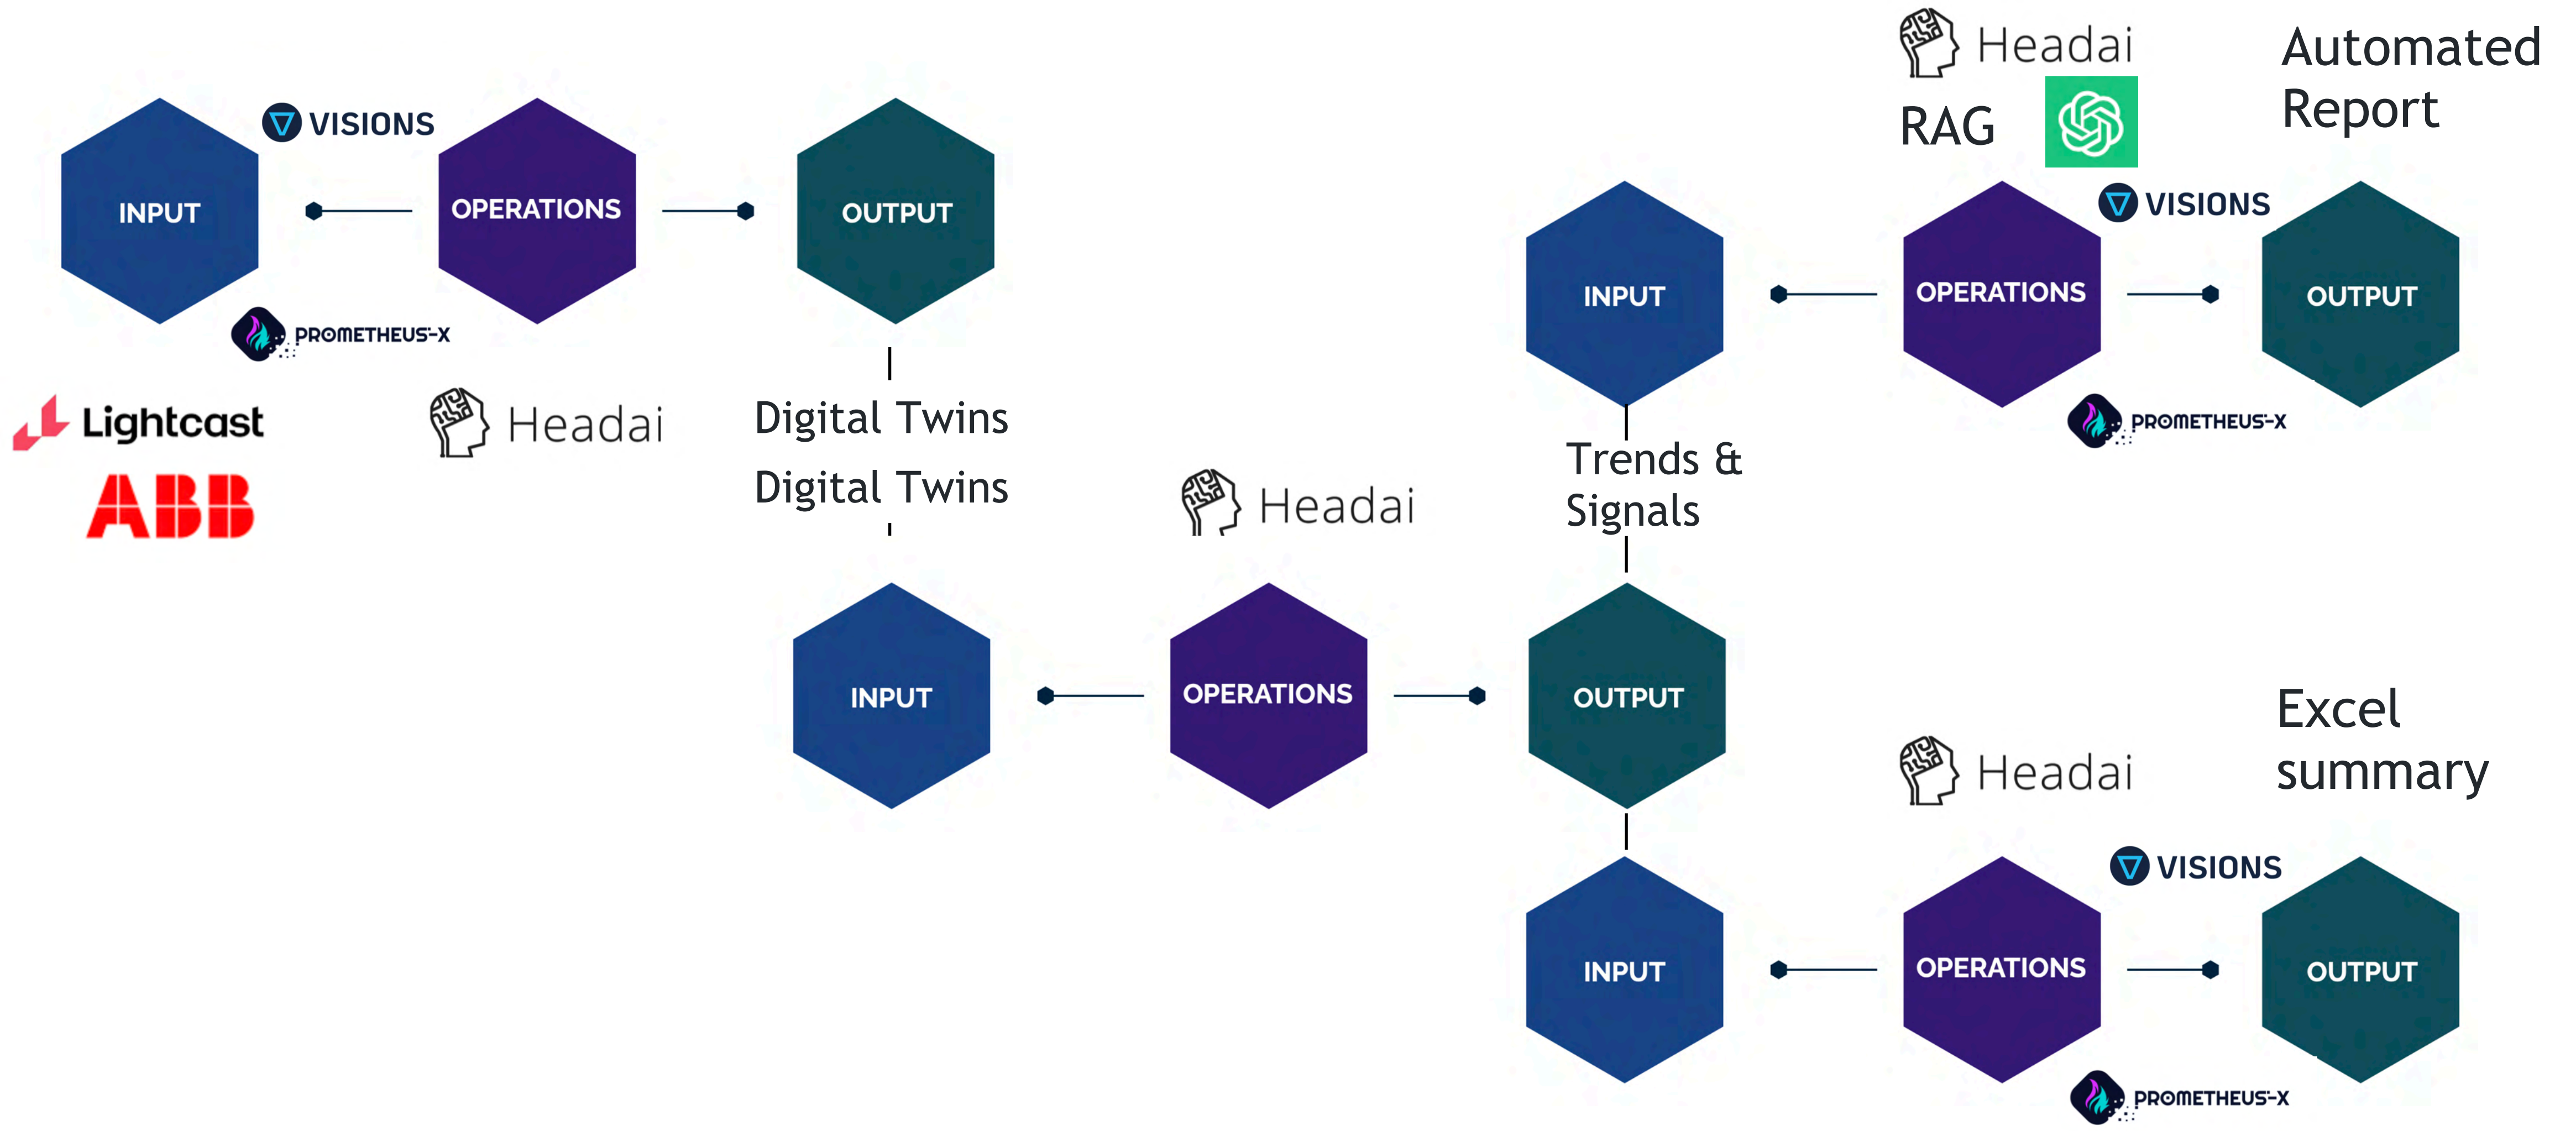 VISIONS
INPUT
OPERATIONS
OUTPUT
PROMETHEUS-X
Lightcast
ABB
Headai
Digital Twins
Digital Twins
Headai
INPUT
OPERATIONS
OUTPUT
Trends &
Signals
Headai
RAG
Automated
Report
VISIONS
INPUT
OPERATIONS
OUTPUT
PROMETHEUS-X
Excel
summary
Headai
VISIONS
INPUT
OPERATIONS
OUTPUT
PROMETHEUS-X